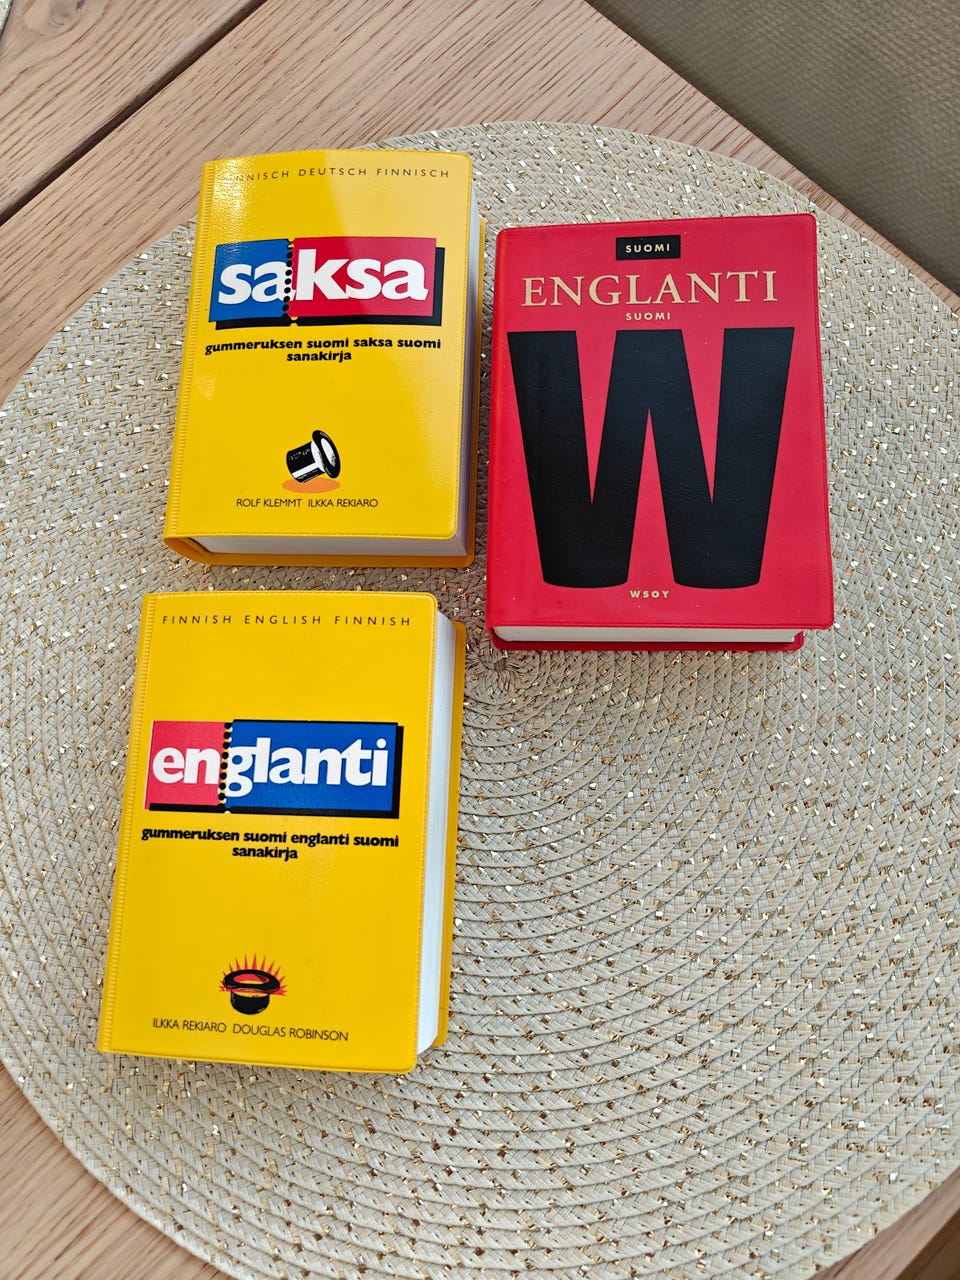 FINNISCH DEUTSCH FINNISCH
saksa
gummeruksen suomi saksa suomi
sanakirja
ROLF KLEMMT ILKKA REKIARO
SUOMI
ENGLANTI
SUOMI
W
WSOY
FINNISH ENGLISH FINNISH
englanti
gummeruksen suomi englanti suomi
sanakirja
ILKKA REKIARO DOUGLAS ROBINSON